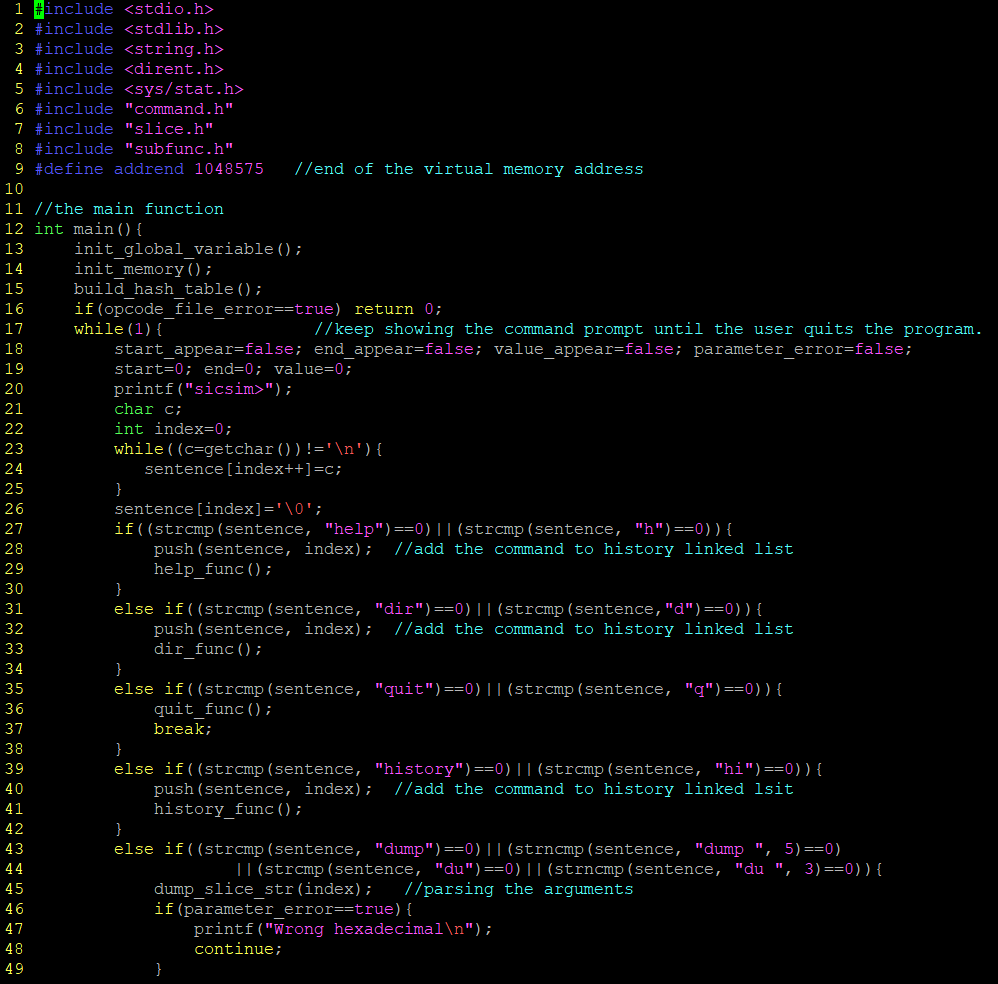 1 #include <stdio.h>
2 #include <stdlib.h>
3 #include <string.h>
4 #include <dirent.h>
5 #include <sys/stat.h>
6 #include "command.h"
7 #include "slice.h"
8 #include "subfunc.h"
9 #define addrend 1048575   //end of the virtual memory address
10
11 //the main function
12 int main(){
13     init_global_variable();
14     init_memory();
15     build_hash_table();
16     if(opcode_file_error==true) return 0;
17     while(1){               //keep showing the command prompt until the user quits the program.
18         start_appear=false; end_appear=false; value_appear=false; parameter_error=false;
19         start=0; end=0; value=0;
20         printf("sicsim>");
21         char c;
22         int index=0;
23         while((c=getchar())!='\n'){
24            sentence[index++]=c;
25         }
26         sentence[index]='\0';
27         if((strcmp(sentence, "help")==0)||(strcmp(sentence, "h")==0)){
28             push(sentence, index);  //add the command to history linked list
29             help_func();
30         }
31         else if((strcmp(sentence, "dir")==0)||(strcmp(sentence,"d")==0)){
32             push(sentence, index);  //add the command to history linked list
33             dir_func();
34         }
35         else if((strcmp(sentence, "quit")==0)||(strcmp(sentence, "q")==0)){
36             quit_func();
37             break;
38         }
39         else if((strcmp(sentence, "history")==0)||(strcmp(sentence, "hi")==0)){
40             push(sentence, index);  //add the command to history linked lsit
41             history_func();
42         }
43         else if((strcmp(sentence, "dump")==0)||(strncmp(sentence, "dump ", 5)==0)
44                     ||(strcmp(sentence, "du")==0)||(strncmp(sentence, "du ", 3)==0)){
45             dump_slice_str(index);   //parsing the arguments
46             if(parameter_error==true){
47                 printf("Wrong hexadecimal\n");
48                 continue;
49             }